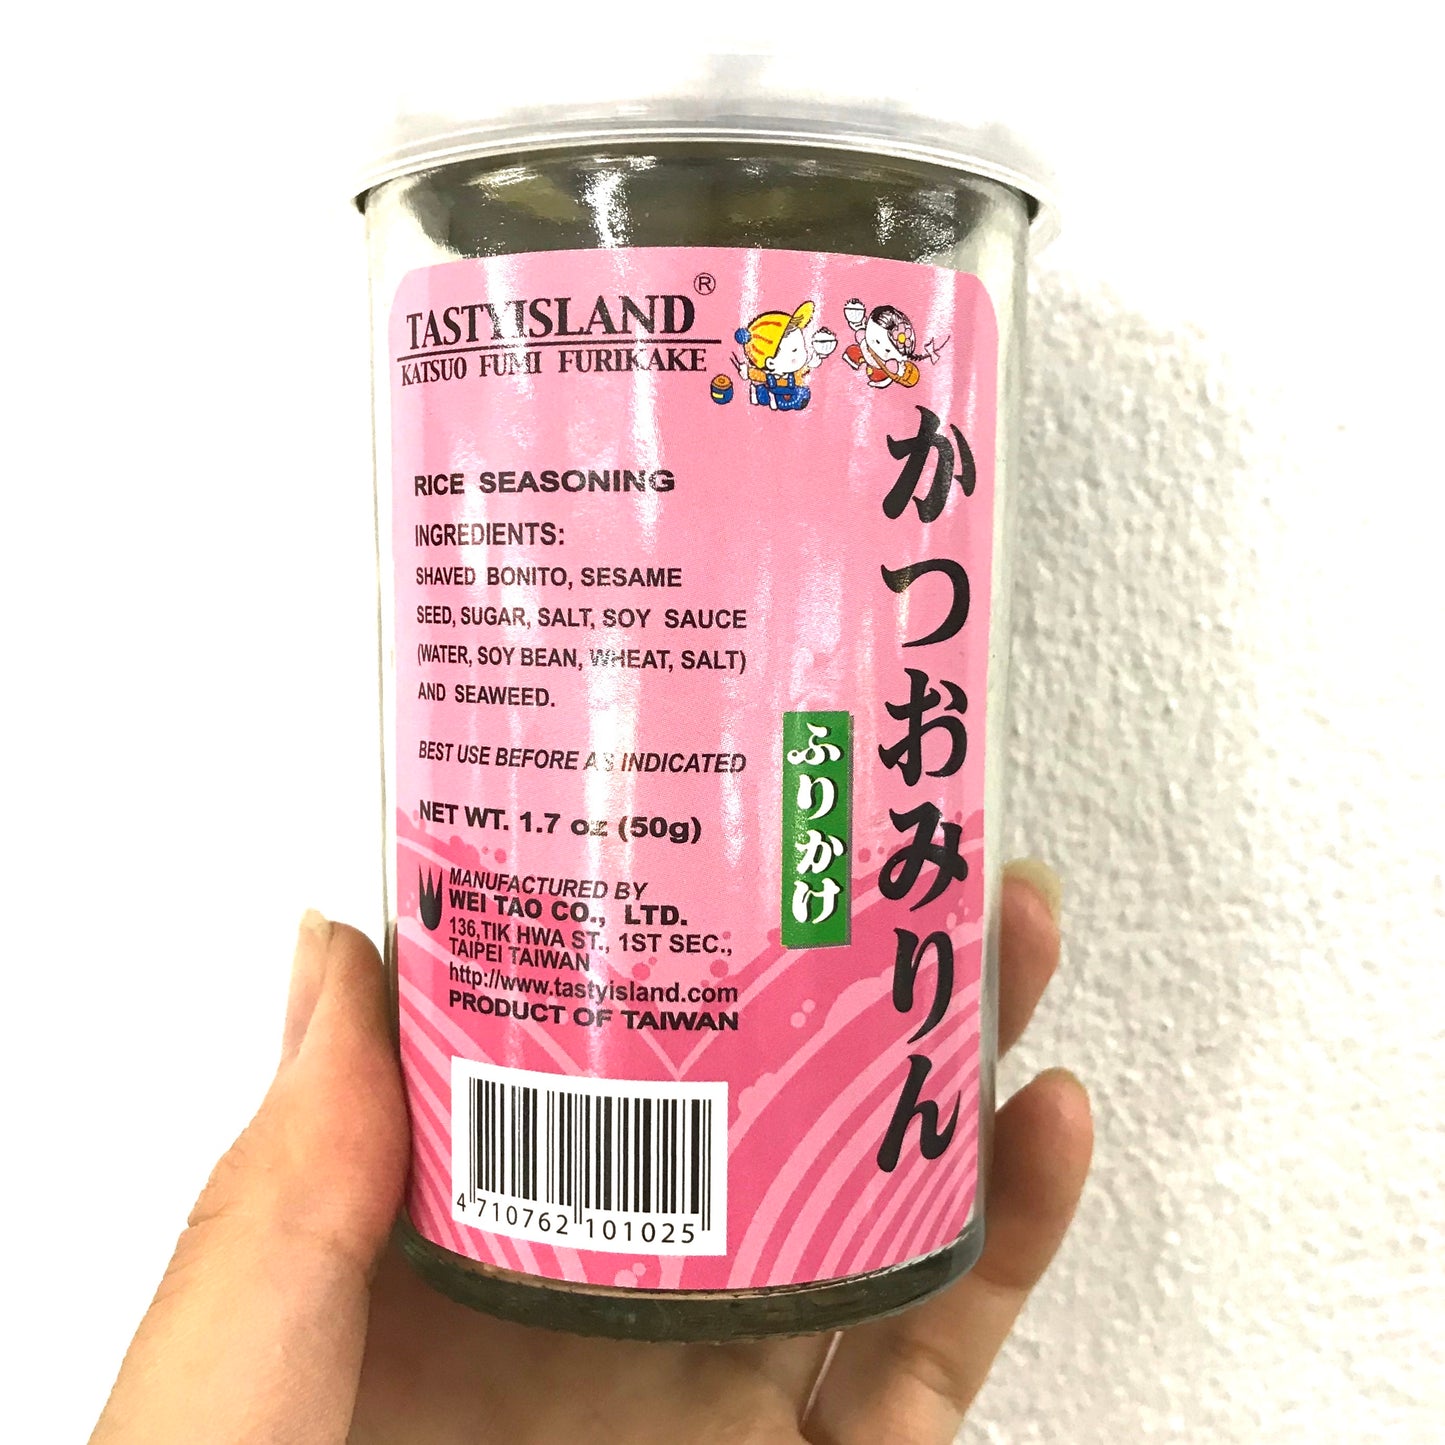 TASTYISLAND®
KATSUO FUMI FURIKAKE
RICE SEASONING
INGREDIENTS:
SHAVED BONITO, SESAME
SEED, SUGAR, SALT, SOY SAUCE
(WATER, SOY BEAN, WHEAT, SALT)
AND SEAWEED.
BEST USE BEFORE AS INDICATED
NET WT. 1.7 oz (50g)
MANUFACTURED BY
WEI TAO CO., LTD.
136,TIK HWA ST., 1ST SEC.,
TAIPEI TAIWAN
http://www.tastyisland.com
PRODUCT OF TAIWAN
4 710762 101025
かつおみりん
ふりかけ